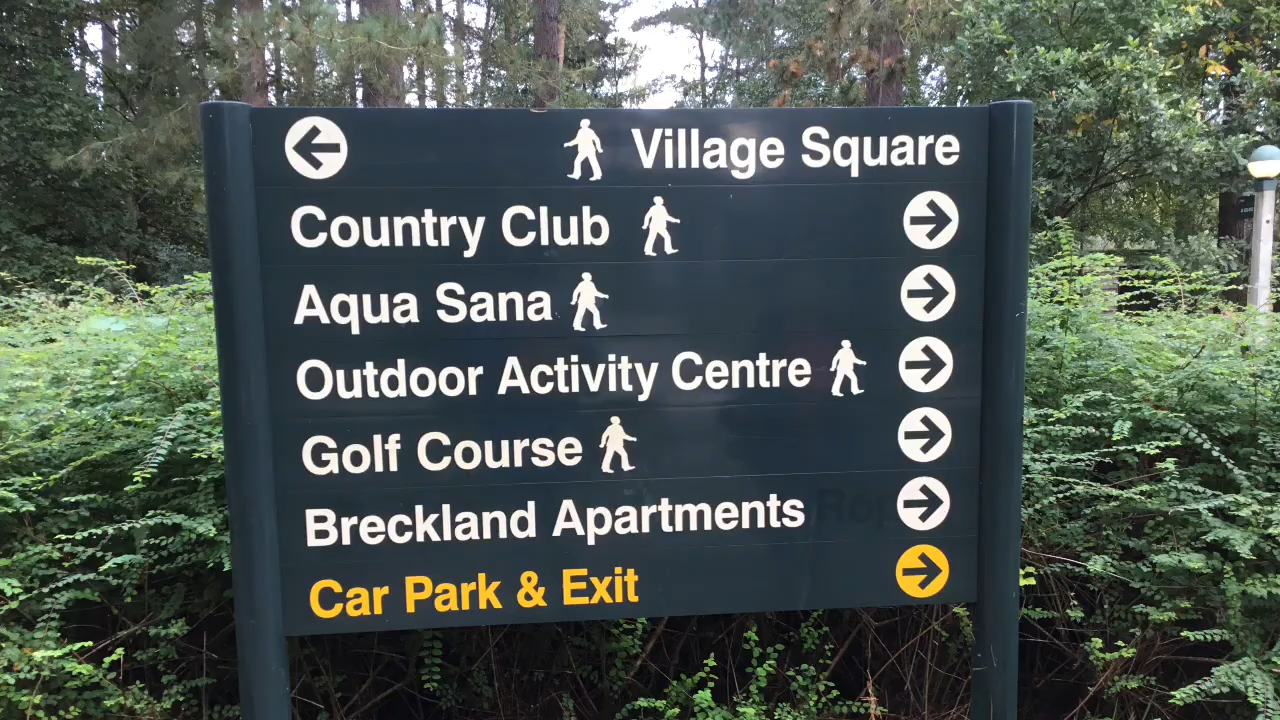 Village Square
Country Club
Aqua Sana
Outdoor Activity Centre
Golf Course
Breckland Apartments
Car Park & Exit